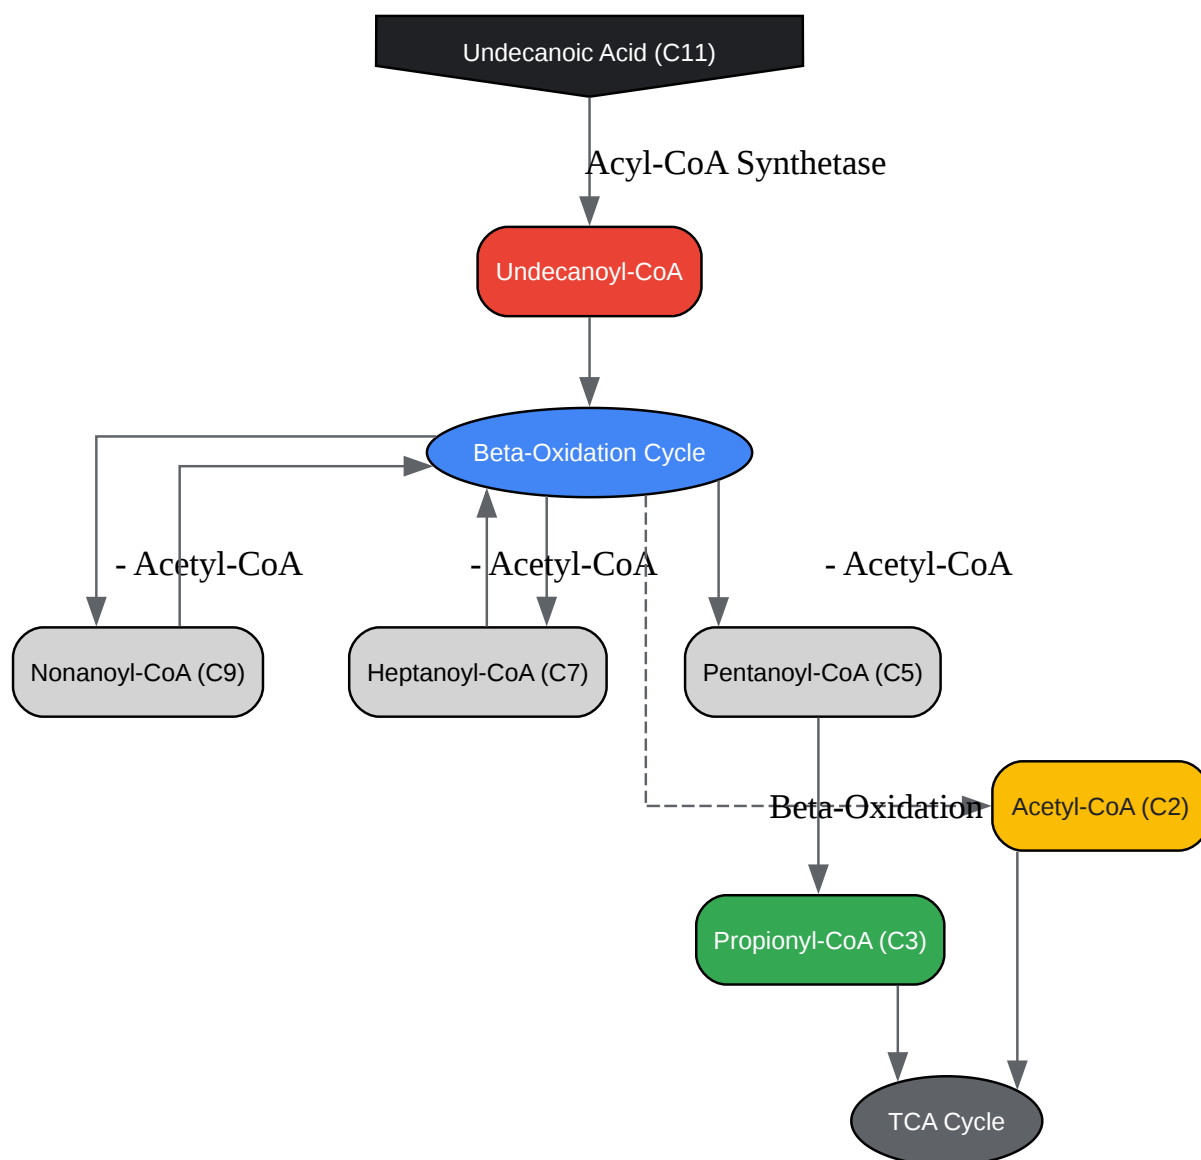 Undecanoic Acid (C11)
Acyl-CoA Synthetase
Undecanoyl-CoA
Beta-Oxidation Cycle
- Acetyl-CoA
- Acetyl-CoA
- Acetyl-CoA
Nonanoyl-CoA (C9)
Heptanoyl-CoA (C7)
Pentanoyl-CoA (C5)
Beta-Oxidation
Acetyl-CoA (C2)
Propionyl-CoA (C3)
TCA Cycle